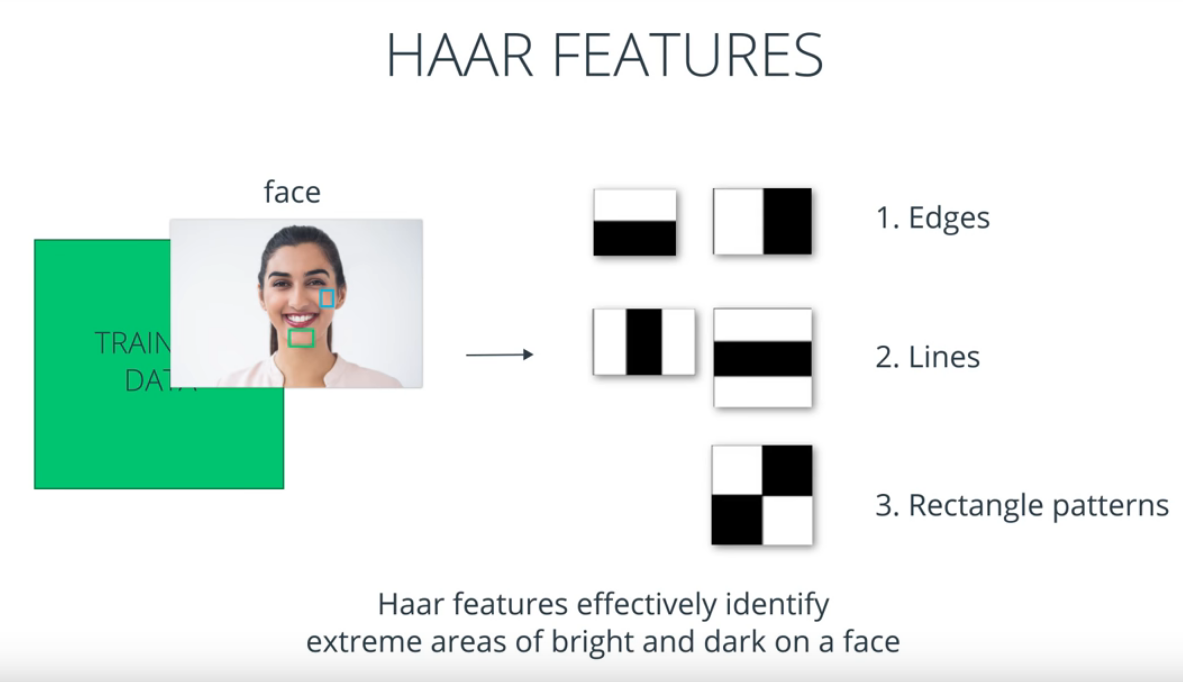 HAAR FEATURES
face
TRAIN
DATA
1. Edges
2. Lines
3. Rectangle patterns
Haar features effectively identify
extreme areas of bright and dark on a face